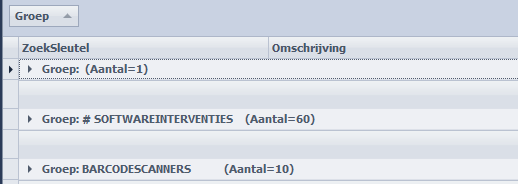 Groep
ZoekSleutel Omschrijving
Groep: (Aantal=1)
Groep: # SOFTWAREINTERVENTIES (Aantal=60)
Groep: BARCODESCANNERS (Aantal=10)